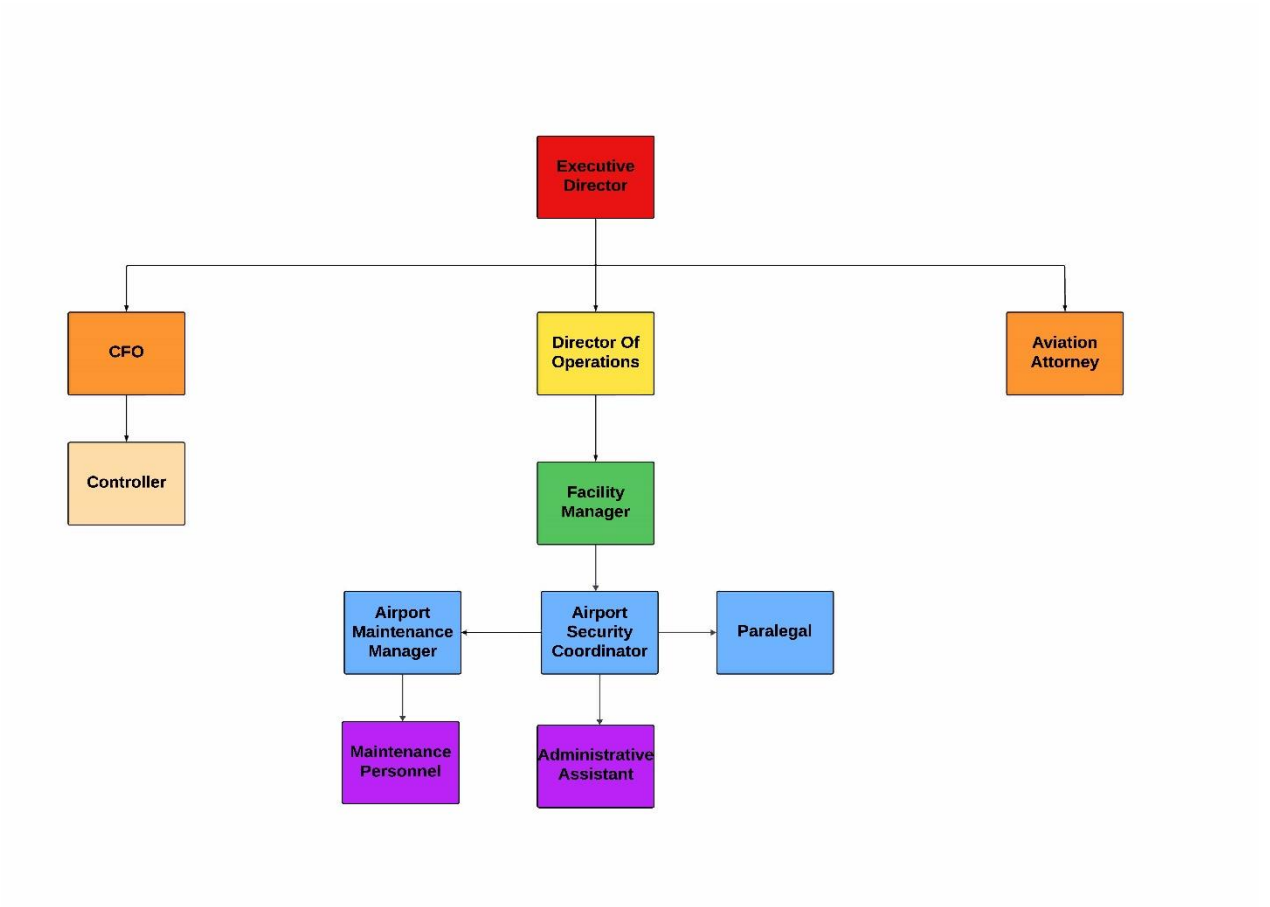 Executive
Director
CFO
Director Of
Operations
Aviation
Attorney
Controller
Facility
Manager
Airport
Maintenance
Manager
Airport
Security
Coordinator
Paralegal
Maintenance
Personnel
Administrative
Assistant